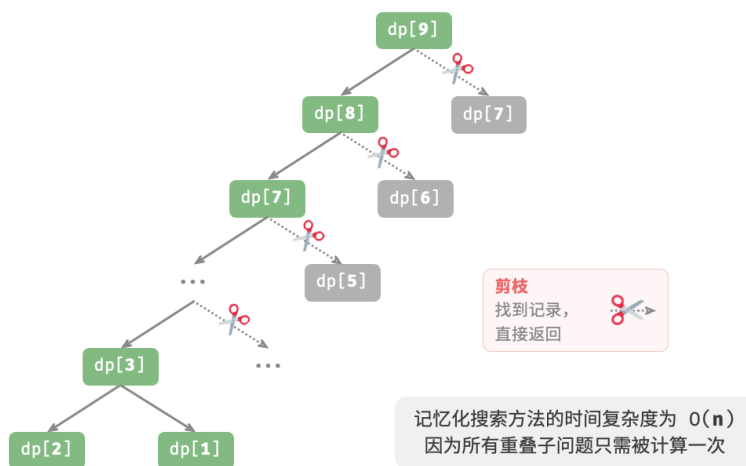 dp[9]
dp[8]
dp[7]
dp[7]
dp[6]
...
dp[5]
剪枝
找到记录，
直接返回
dp[3]
...
dp[2]
dp[1]
记忆化搜索方法的时间复杂度为 O(n)
因为所有重叠子问题只需被计算一次